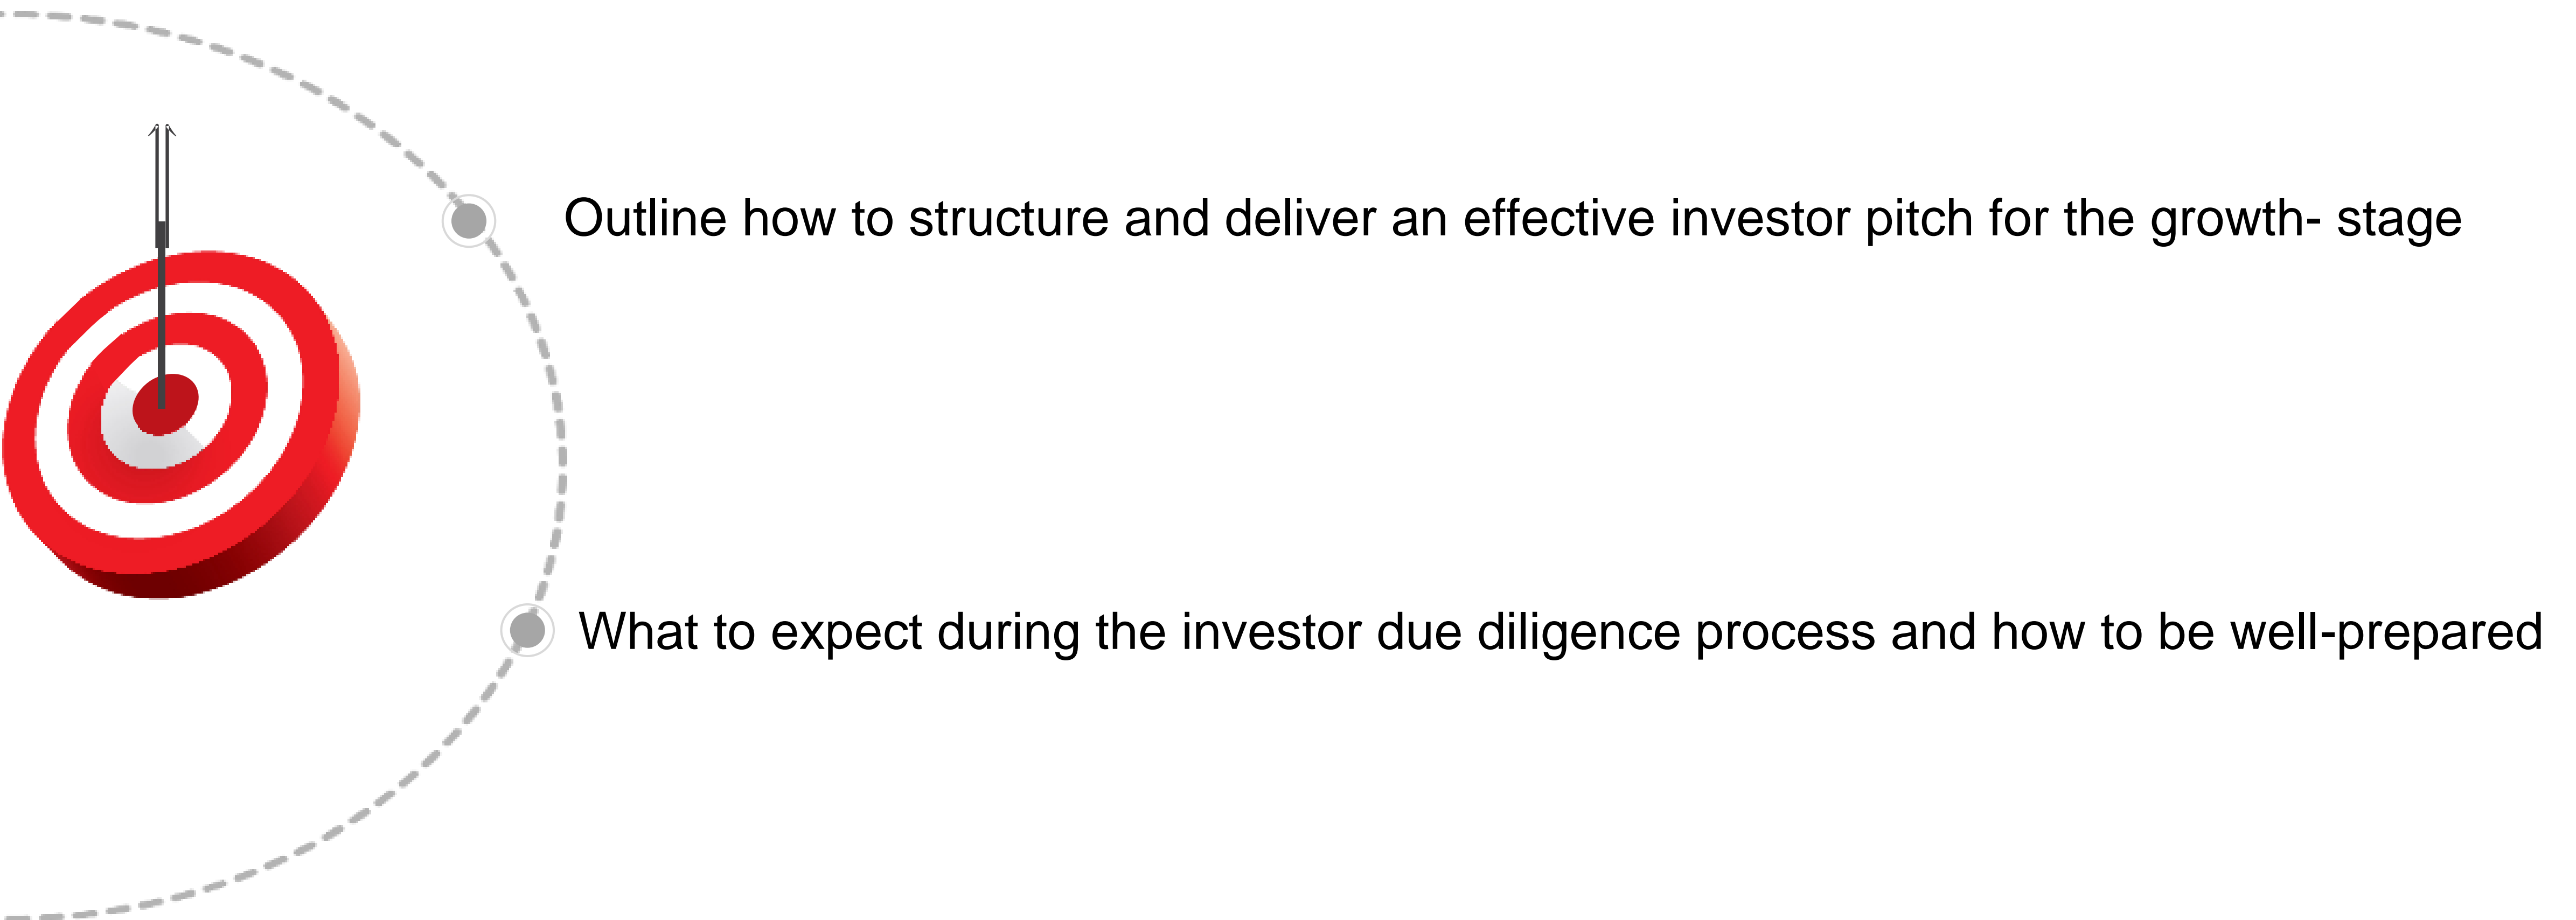 Outline how to structure and deliver an effective investor pitch for the growth- stage
What to expect during the investor due diligence process and how to be well-prepared